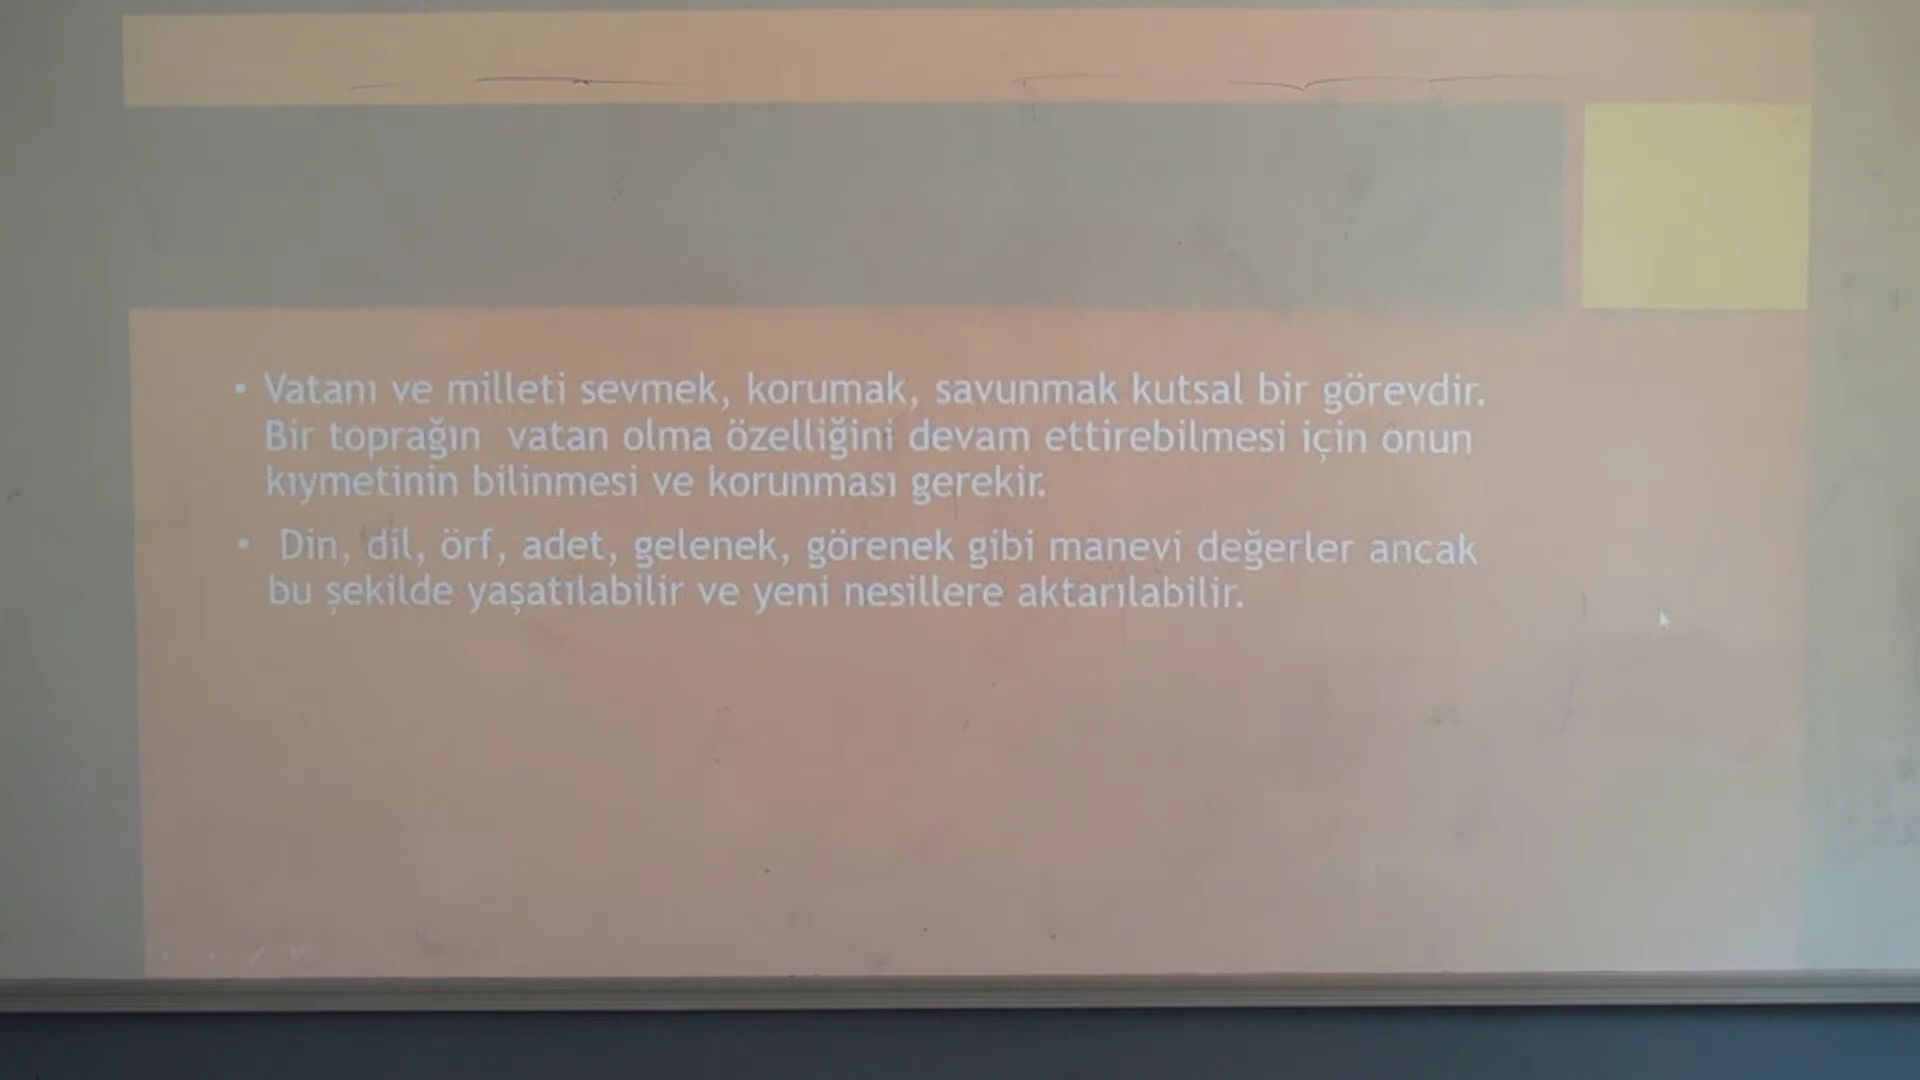 • Vatanı ve milleti sevmek, korumak, savunmak kutsal bir görevdir.
Bir toprağın vatan olma özelliğini devam ettirebilmesi için onun
kıymetinin bilinmesi ve korunması gerekir.
• Din, dil, örf, adet, gelenek, görenek gibi manevi değerler ancak
bu şekilde yaşatılabilir ve yeni nesillere aktarılabilir.